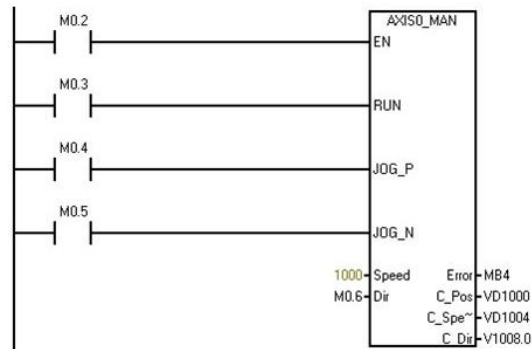 M0.2
AXIS0_MAN
EN
M0.3
RUN
M0.4
JOG_P
M0.5
JOG_N
1000 Speed Error MB4
M0.6 Dir C_Pos VD1000
C_Spe~ VD1004
C_Dir V1008.0